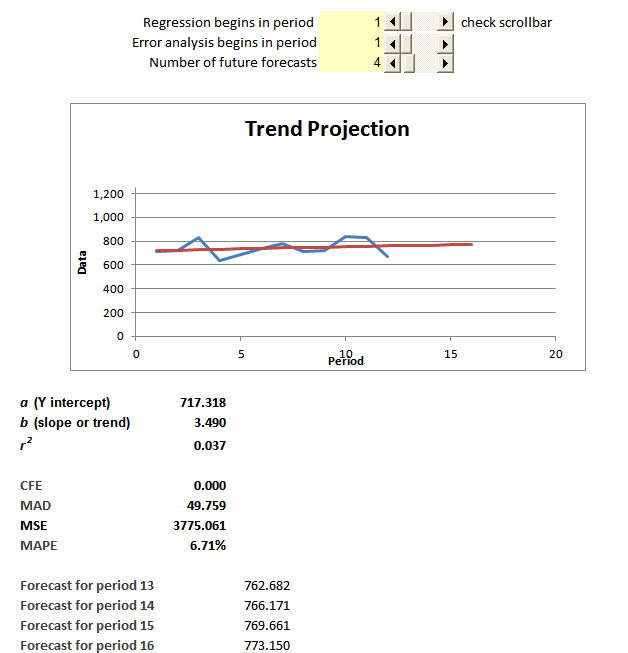 Regression begins in period 1 check scrollbar
Error analysis begins in period 1
Number of future forecasts 4
Trend Projection
1,200
1,000
800
600
400
200
0
Data
0 5 10 15 20
Period
a (Y intercept) 717.318
b (slope or trend) 3.490
r² 0.037
CFE 0.000
MAD 49.759
MSE 3775.061
MAPE 6.71%
Forecast for period 13 762.682
Forecast for period 14 766.171
Forecast for period 15 769.661
Forecast for period 16 773.150